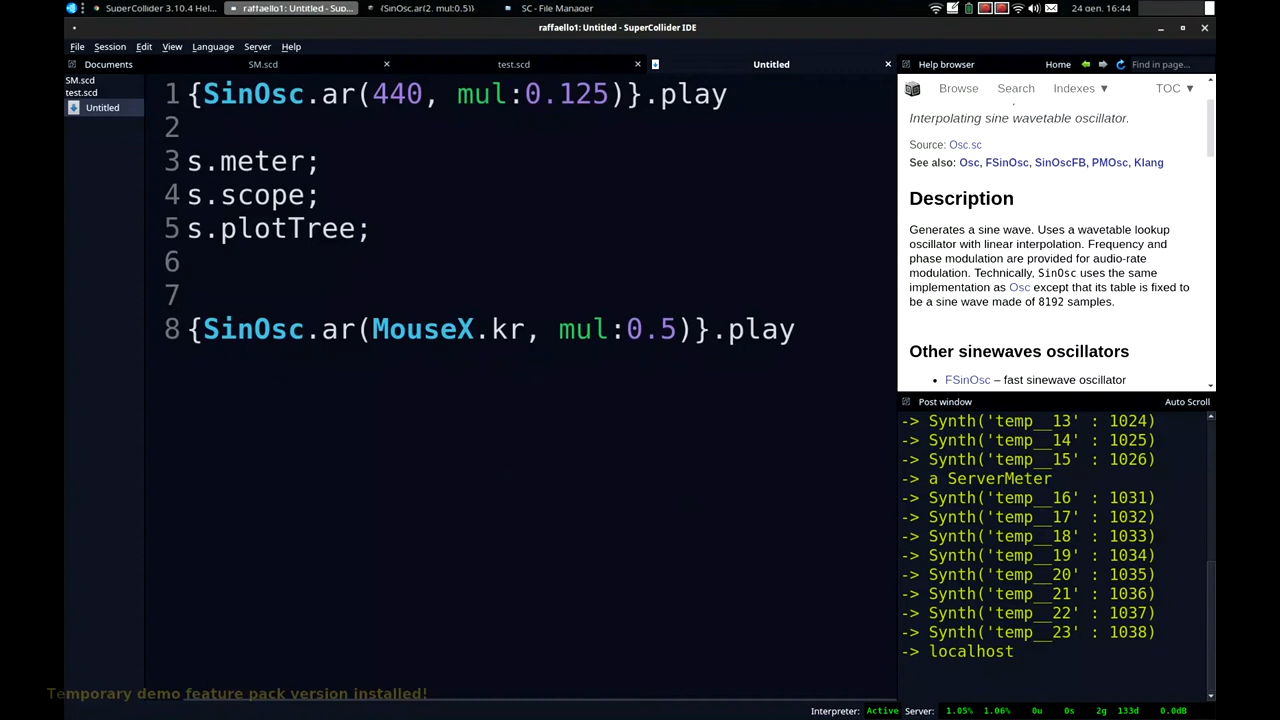 SuperCollider 3.10.4 Hel...
raffaello1: Untitled - Sup...
{SinOsc.ar(2, mul:0.5)}
SC - File Manager
24 gen, 16:44
raffaello1: Untitled - SuperCollider IDE
File Session Edit View Language Server Help
Documents
SM.scd
test.scd
Untitled
Help browser
Home
Find in page...
SM.scd
test.scd
Untitled
1 {SinOsc.ar(440, mul:0.125)}.play
2
3 s.meter;
4 s.scope;
5 s.plotTree;
6
7
8 {SinOsc.ar(MouseX.kr, mul:0.5)}.play
Browse Search Indexes ▼ TOC ▼
Interpolating sine wavetable oscillator.
Source: Osc.sc
See also: Osc, FSinOsc, SinOscFB, PMOsc, Klang
Description
Generates a sine wave. Uses a wavetable lookup
oscillator with linear interpolation. Frequency and
phase modulation are provided for audio-rate
modulation. Technically, SinOsc uses the same
implementation as Osc except that its table is fixed to
be a sine wave made of 8192 samples.
Other sinewaves oscillators
• FSinOsc – fast sinewave oscillator
Post window
Auto Scroll
-> Synth('temp__13' : 1024)
-> Synth('temp__14' : 1025)
-> Synth('temp__15' : 1026)
-> a ServerMeter
-> Synth('temp__16' : 1031)
-> Synth('temp__17' : 1032)
-> Synth('temp__18' : 1033)
-> Synth('temp__19' : 1034)
-> Synth('temp__20' : 1035)
-> Synth('temp__21' : 1036)
-> Synth('temp__22' : 1037)
-> Synth('temp__23' : 1038)
-> localhost
Temporary demo feature pack version installed!
Interpreter: Active Server: 1.05% 1.06% 0u 0s 2g 133d 0.0dB